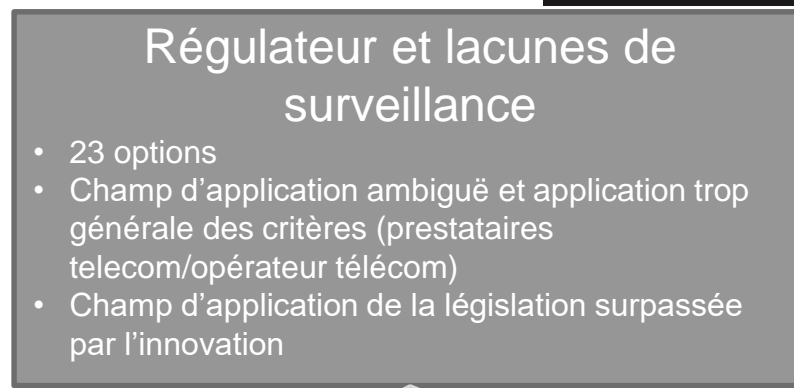 Régulateur et lacunes de
surveillance
• 23 options
• Champ d’application ambiguë et application trop
générale des critères (prestataires
telecom/opérateur télécom)
• Champ d’application de la législation surpassée
par l’innovation